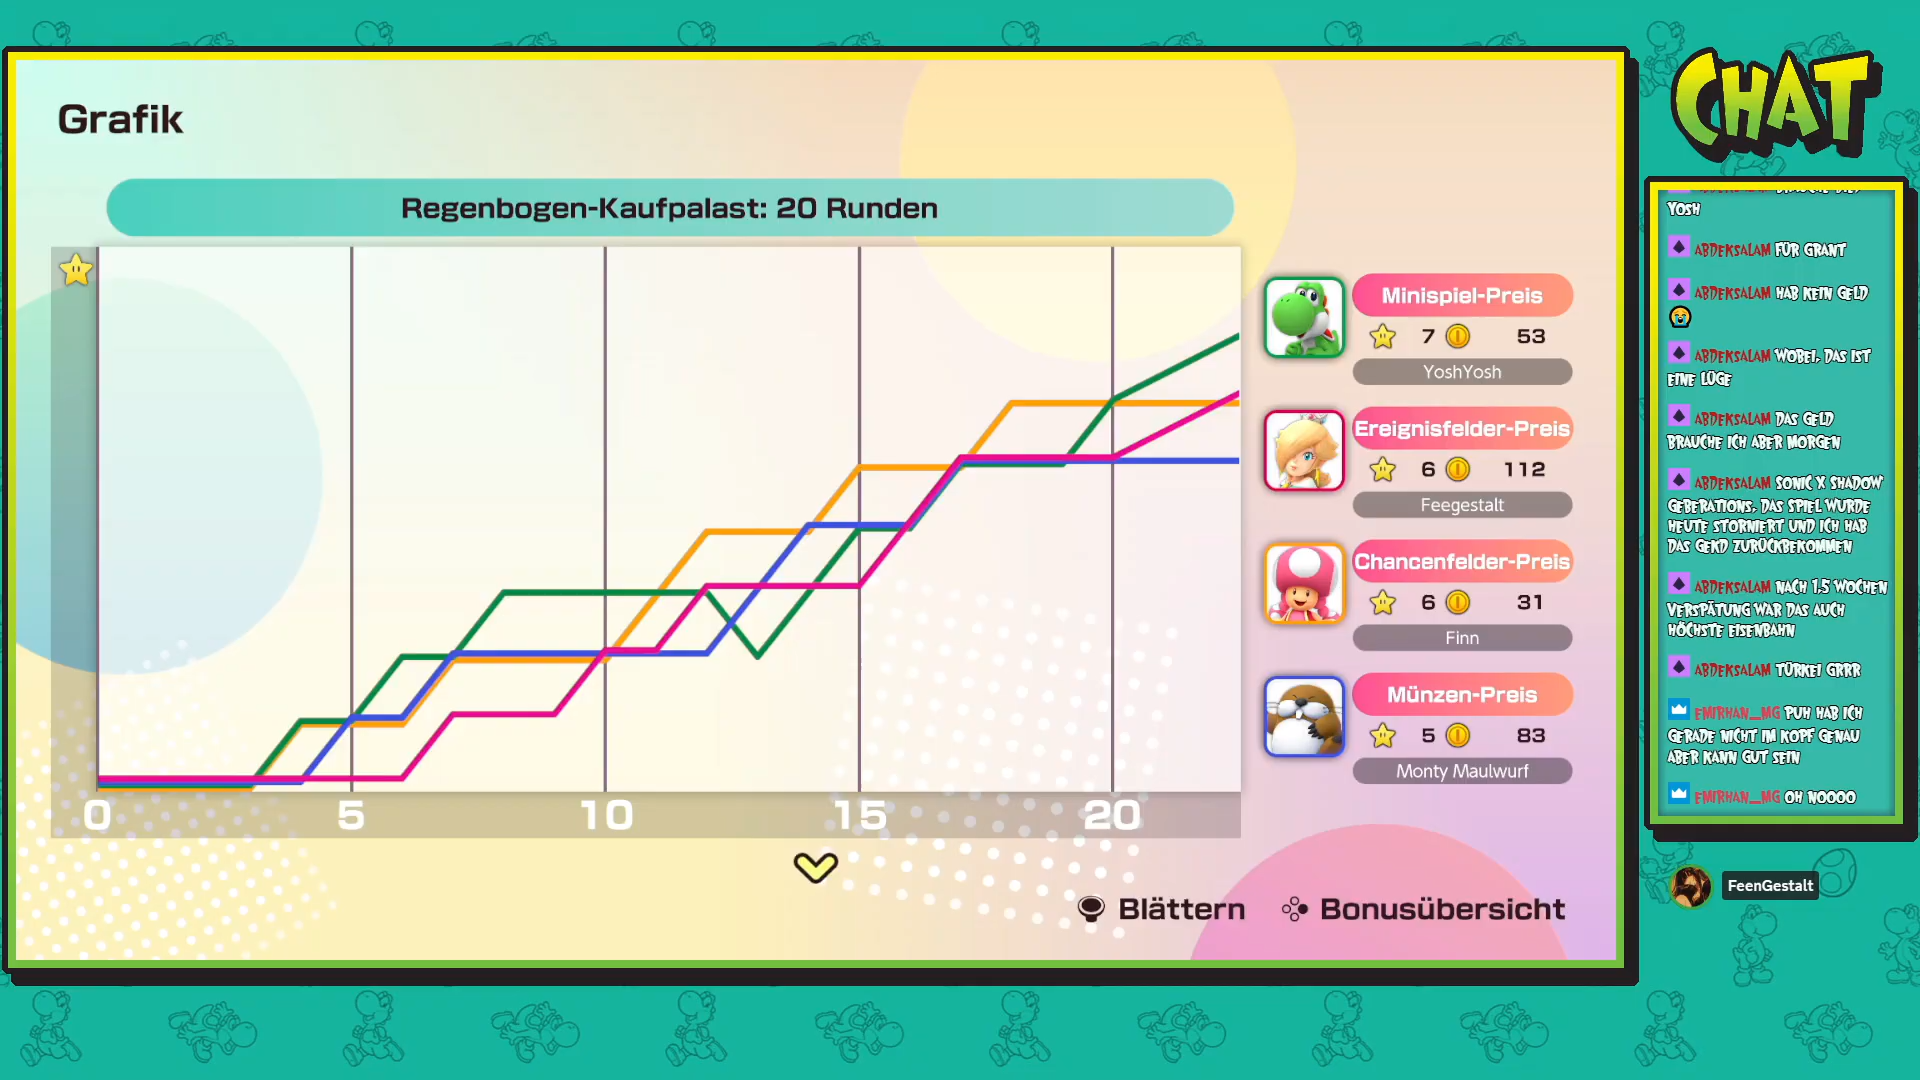 Grafik
Regenbogen-Kaufpalast: 20 Runden
0 5 10 15 20
Minispiel-Preis
7 53
YoshYosh
Ereignisfelder-Preis
6 112
Feegestalt
Chancenfelder-Preis
6 31
Finn
Münzen-Preis
5 83
Monty Maulwurf
Blättern
Bonusübersicht
CHAT
YOSH
ABDEKSALAM FÜR GRANT
ABDEKSALAM HAB KEIN GELD
😭
ABDEKSALAM WOBEI, DAS IST
EINE LÜGE
ABDEKSALAM DAS GELD
BRAUCHE ICH ABER MORGEN
ABDEKSALAM SONIC X SHADOW
GEBERATIONS, DAS SPIEL WURDE
HEUTE STORNIERT UND ICH HAB
DAS GEKD ZURÜCKBEKOMMEN
ABDEKSALAM NACH 1.5 WOCHEN
VERSPÄTUNG WAR DAS AUCH
HÖCHSTE EISENBAHN
ABDEKSALAM TÜRKEI GRRR
EMIRHAN_MG PUH HAB ICH
GERADE NICHT IM KOPF GENAU
ABER KANN GUT SEIN
EMIRHAN_MG OH NOOOO
FeenGestalt